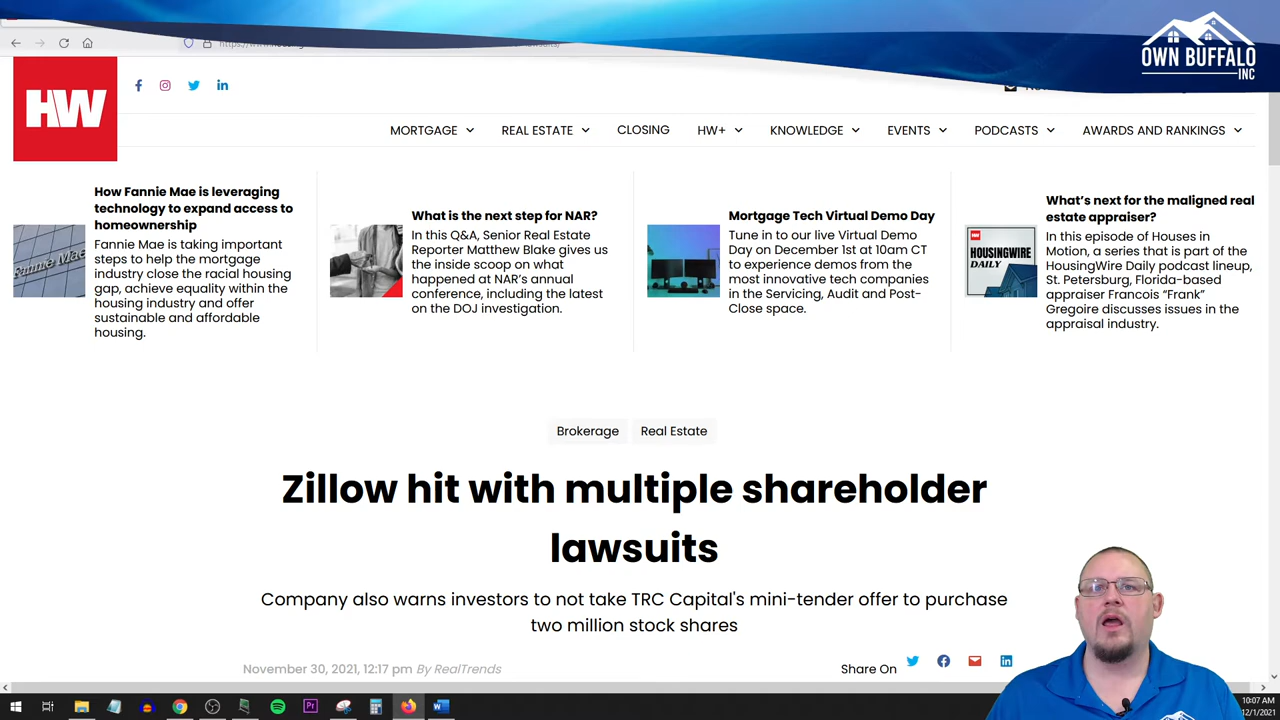 OWN BUFFALO
INC
HW
MORTGAGE REAL ESTATE CLOSING HW+ KNOWLEDGE EVENTS PODCASTS AWARDS AND RANKINGS
How Fannie Mae is leveraging
technology to expand access to
homeownership
Fannie Mae is taking important
steps to help the mortgage
industry close the racial housing
gap, achieve equality within the
housing industry and offer
sustainable and affordable
housing.
Fannie Mae
What is the next step for NAR?
In this Q&A, Senior Real Estate
Reporter Matthew Blake gives us
the inside scoop on what
happened at NAR's annual
conference, including the latest
on the DOJ investigation.
Mortgage Tech Virtual Demo Day
Tune in to our live Virtual Demo
Day on December 1st at 10am CT
to experience demos from the
most innovative tech companies
in the Servicing, Audit and Post-
Close space.
What's next for the maligned real
estate appraiser?
In this episode of Houses in
Motion, a series that is part of the
HousingWire Daily podcast lineup,
St. Petersburg, Florida-based
appraiser Francois “Frank”
Gregoire discusses issues in the
appraisal industry.
HOUSINGWIRE
DAILY
Brokerage Real Estate
Zillow hit with multiple shareholder
lawsuits
Company also warns investors to not take TRC Capital's mini-tender offer to purchase
two million stock shares
November 30, 2021, 12:17 pm By RealTrends
Share On
10:07 AM
12/1/2021